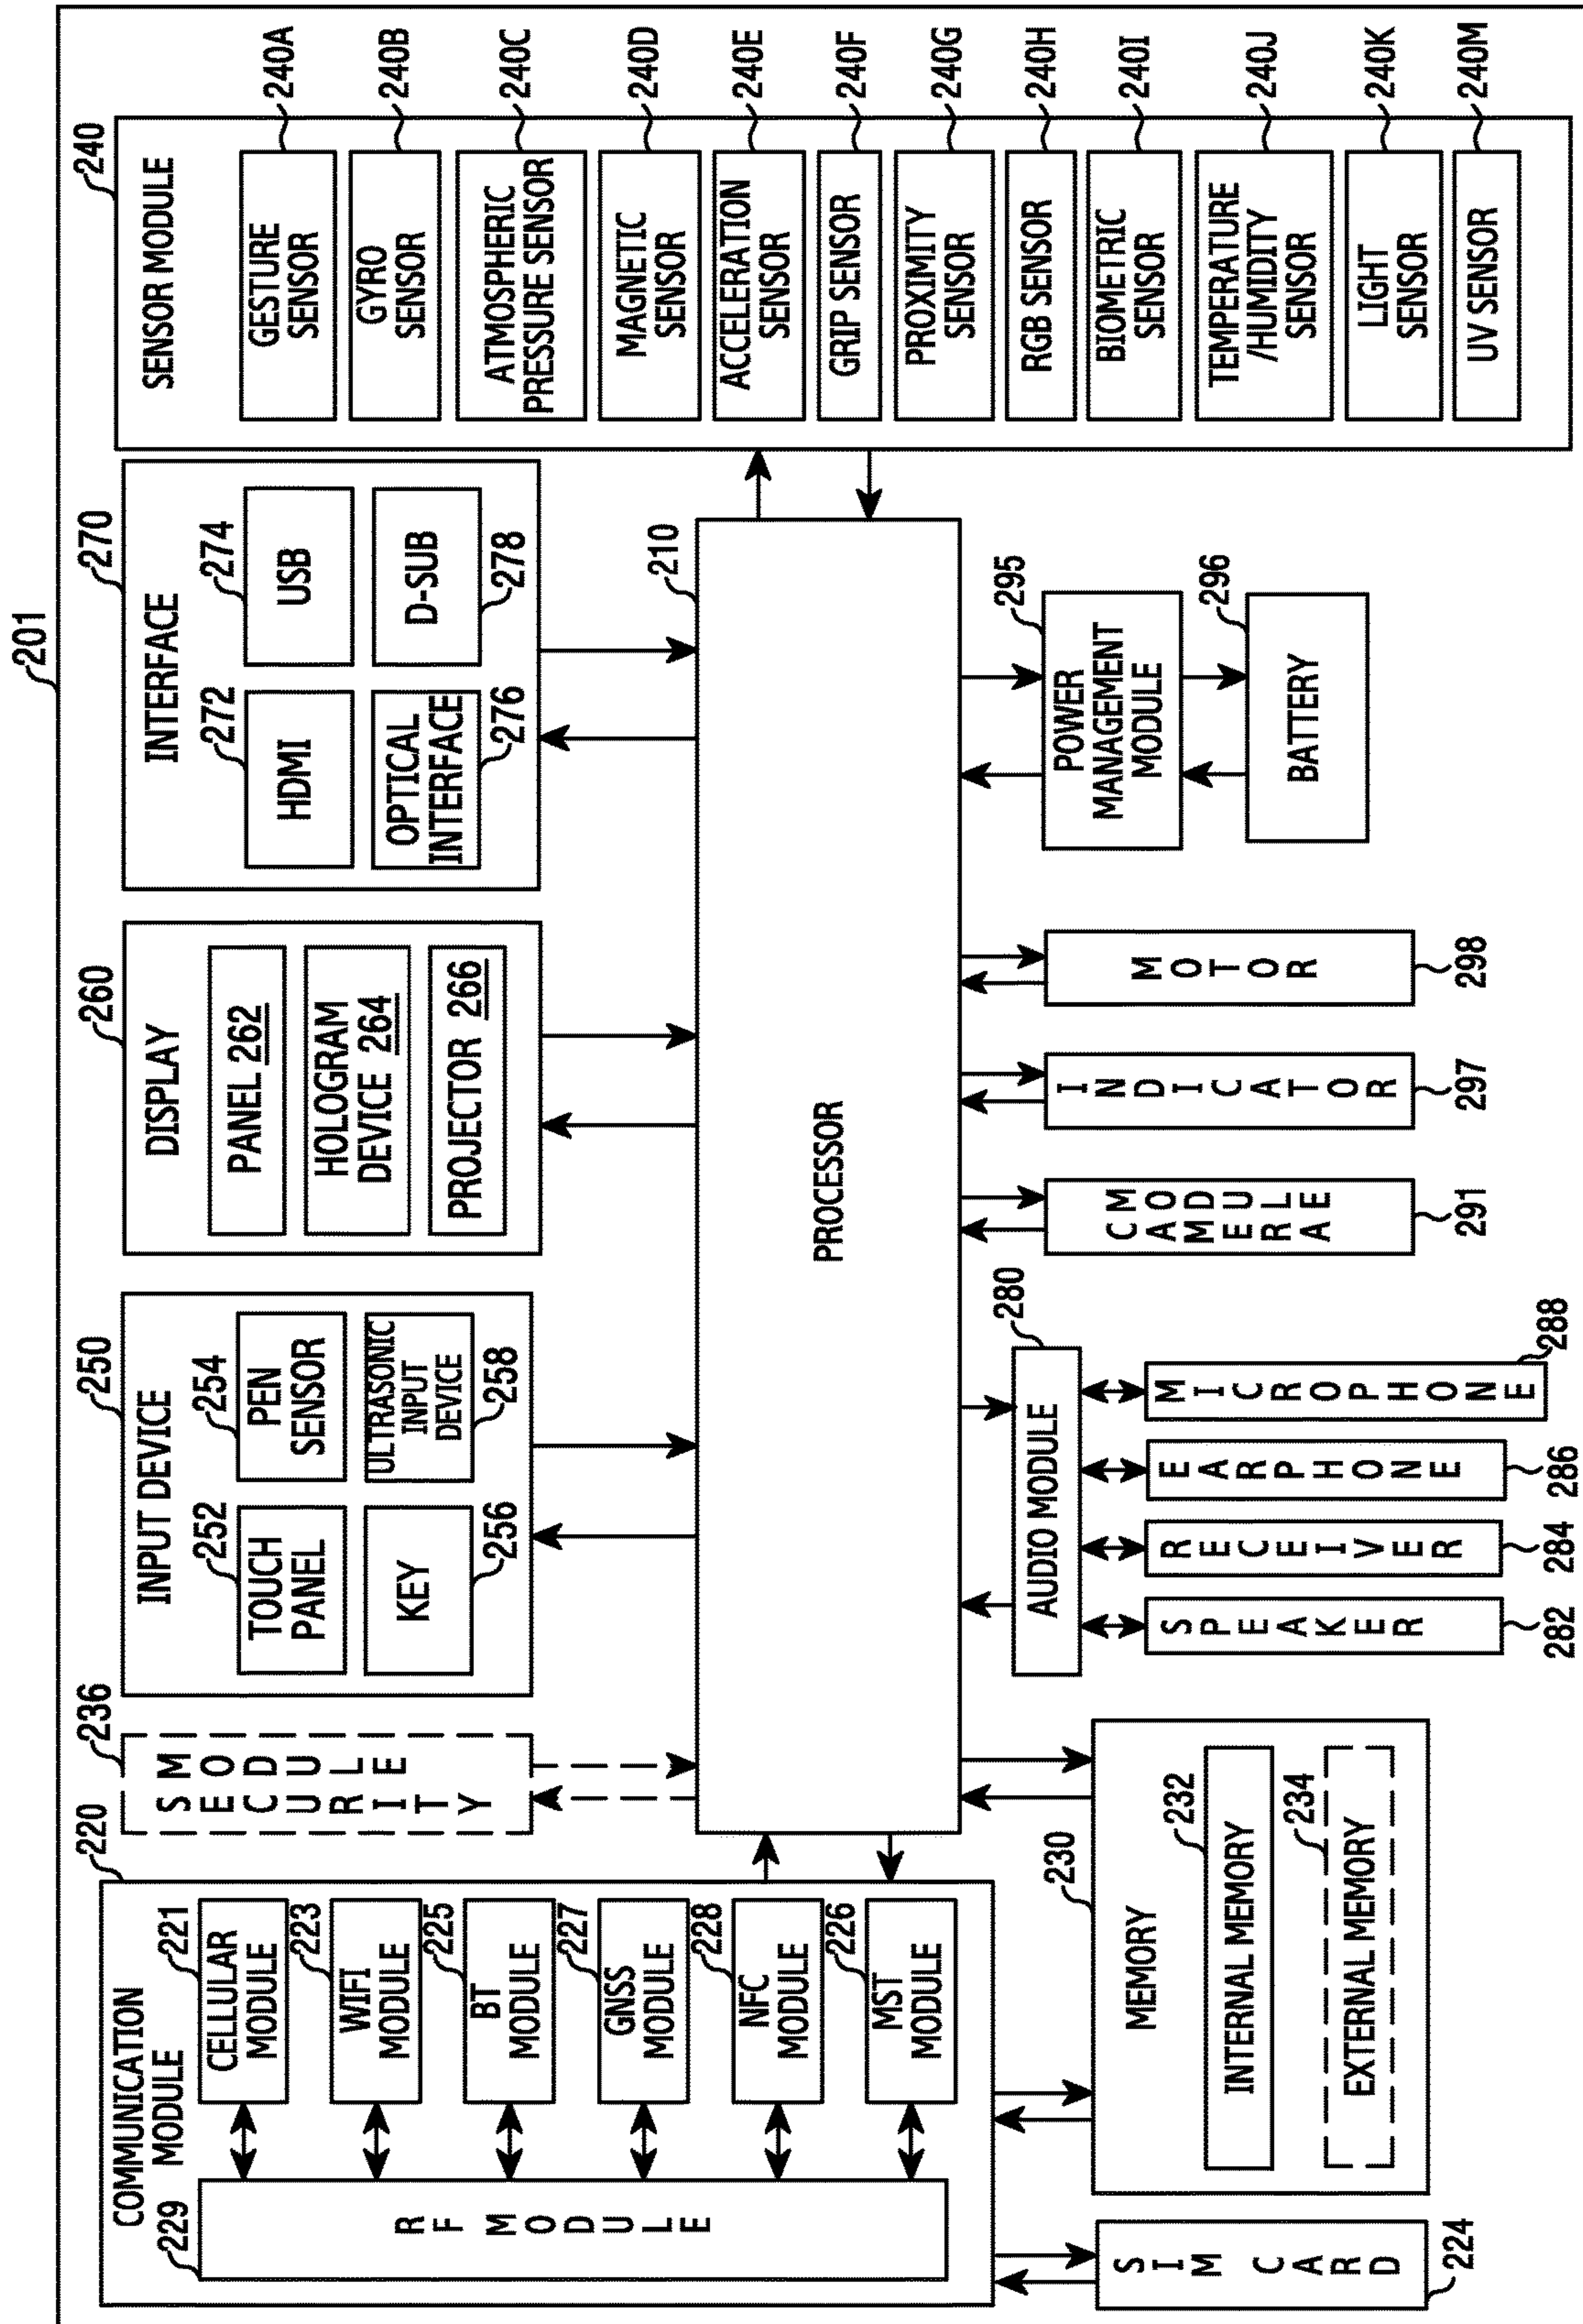 201
COMMUNICATION
MODULE
220
229
RF MODULE
221
CELLULAR
MODULE
223
WIFI
MODULE
225
BT
MODULE
227
GNSS
MODULE
228
NFC
MODULE
226
MST
MODULE
236
SECURITY
MODULE
250
INPUT DEVICE
252
TOUCH
PANEL
254
PEN
SENSOR
KEY
256
ULTRASONIC
INPUT
DEVICE
258
260
DISPLAY
PANEL 262
HOLOGRAM
DEVICE 264
PROJECTOR 266
270
INTERFACE
272
HDMI
274
USB
OPTICAL
INTERFACE
276
D-SUB
278
240
SENSOR MODULE
GESTURE
SENSOR
240A
GYRO
SENSOR
240B
ATMOSPHERIC
PRESSURE SENSOR
240C
MAGNETIC
SENSOR
240D
ACCELERATION
SENSOR
240E
GRIP SENSOR
240F
PROXIMITY
SENSOR
240G
RGB SENSOR
240H
BIOMETRIC
SENSOR
240I
TEMPERATURE
/HUMIDITY
SENSOR
240J
LIGHT
SENSOR
240K
UV SENSOR
240M
210
PROCESSOR
SIM CARD
224
230
MEMORY
232
INTERNAL MEMORY
234
EXTERNAL MEMORY
280
AUDIO MODULE
SPEAKER
282
RECEIVER
284
EARPHONE
286
MICROPHONE
288
CAMERA
MODULE
291
INDICATOR
297
MOTOR
298
295
POWER
MANAGEMENT
MODULE
296
BATTERY